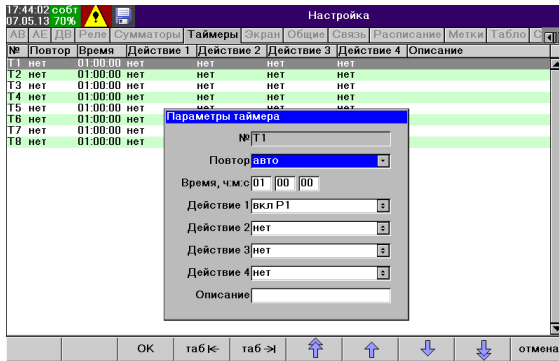 17:44:02 собт
07.05.13 70%
Настройка
АВ АЕ ДВ Реле Сумматоры Таймеры Экран Общие Связь Расписание Метки Табло С
№ Повтор Время Действие 1 Действие 2 Действие 3 Действие 4 Описание
Т1 нет 01:00:00 нет нет нет нет
Т2 нет 01:00:00 нет нет нет нет
Т3 нет 01:00:00 нет нет нет нет
Т4 нет 01:00:00 нет нет нет нет
Т5 нет 01:00:00 нет нет нет нет
Т6 нет 01:00:00 нет
Т7 нет 01:00:00 нет
Т8 нет 01:00:00 нет
Параметры таймера
№ Т1
Повтор авто
Время, ч:м:с 01 00 00
Действие 1 вкл Р1
Действие 2 нет
Действие 3 нет
Действие 4 нет
Описание
ОК таб таб отмена